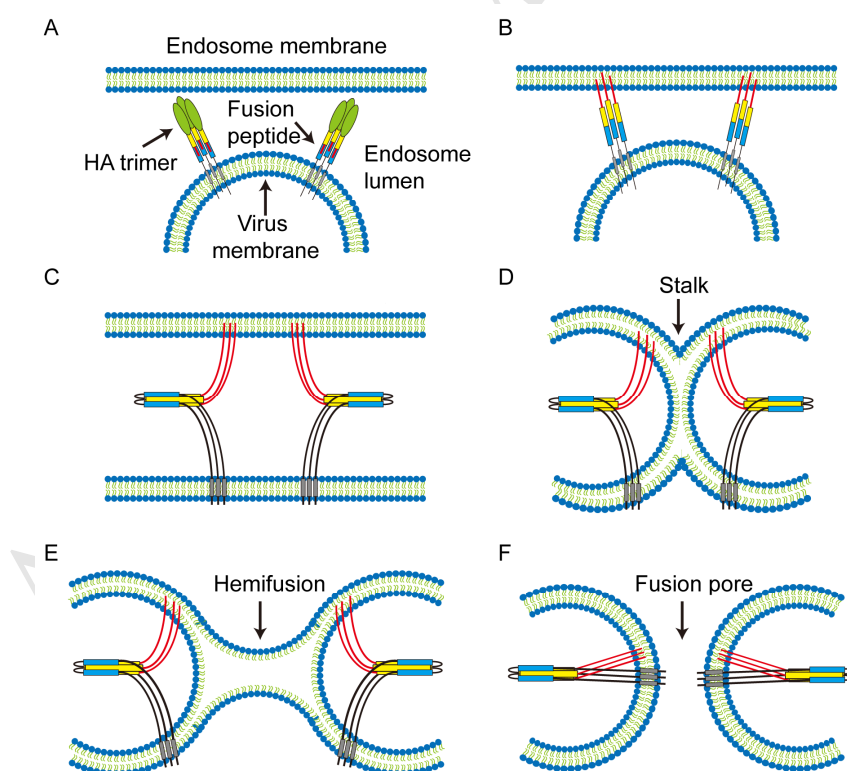 A
Endosome membrane
Fusion
peptide
HA trimer
Endosome
lumen
Virus
membrane
B
C
D
Stalk
E
Hemifusion
F
Fusion pore